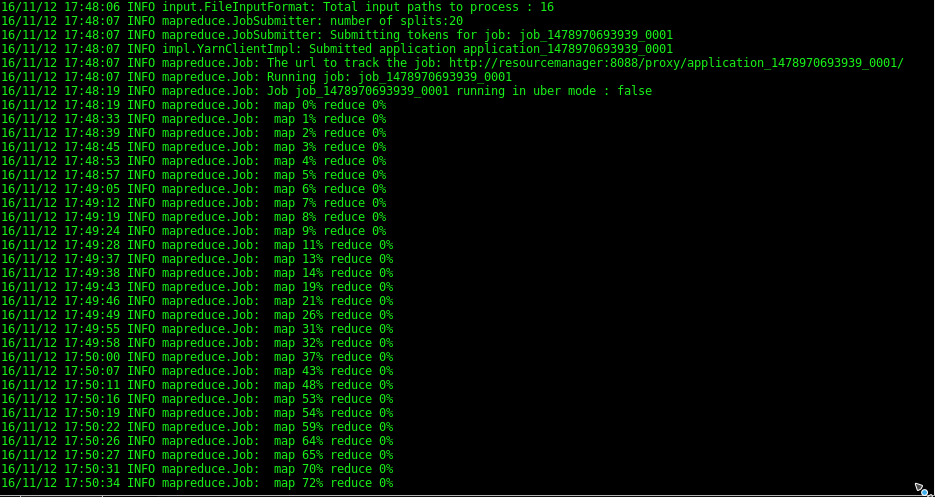 16/11/12 17:48:06 INFO input.FileInputFormat: Total input paths to process : 16
16/11/12 17:48:07 INFO mapreduce.JobSubmitter: number of splits:20
16/11/12 17:48:07 INFO mapreduce.JobSubmitter: Submitting tokens for job: job_1478970693939_0001
16/11/12 17:48:07 INFO impl.YarnClientImpl: Submitted application application_1478970693939_0001
16/11/12 17:48:07 INFO mapreduce.Job: The url to track the job: http://resourcemanager:8088/proxy/application_1478970693939_0001/
16/11/12 17:48:07 INFO mapreduce.Job: Running job: job_1478970693939_0001
16/11/12 17:48:19 INFO mapreduce.Job: Job job_1478970693939_0001 running in uber mode : false
16/11/12 17:48:19 INFO mapreduce.Job:  map 0% reduce 0%
16/11/12 17:48:33 INFO mapreduce.Job:  map 1% reduce 0%
16/11/12 17:48:39 INFO mapreduce.Job:  map 2% reduce 0%
16/11/12 17:48:45 INFO mapreduce.Job:  map 3% reduce 0%
16/11/12 17:48:53 INFO mapreduce.Job:  map 4% reduce 0%
16/11/12 17:48:57 INFO mapreduce.Job:  map 5% reduce 0%
16/11/12 17:49:05 INFO mapreduce.Job:  map 6% reduce 0%
16/11/12 17:49:12 INFO mapreduce.Job:  map 7% reduce 0%
16/11/12 17:49:19 INFO mapreduce.Job:  map 8% reduce 0%
16/11/12 17:49:24 INFO mapreduce.Job:  map 9% reduce 0%
16/11/12 17:49:28 INFO mapreduce.Job:  map 11% reduce 0%
16/11/12 17:49:37 INFO mapreduce.Job:  map 13% reduce 0%
16/11/12 17:49:38 INFO mapreduce.Job:  map 14% reduce 0%
16/11/12 17:49:43 INFO mapreduce.Job:  map 19% reduce 0%
16/11/12 17:49:46 INFO mapreduce.Job:  map 21% reduce 0%
16/11/12 17:49:49 INFO mapreduce.Job:  map 26% reduce 0%
16/11/12 17:49:55 INFO mapreduce.Job:  map 31% reduce 0%
16/11/12 17:49:58 INFO mapreduce.Job:  map 32% reduce 0%
16/11/12 17:50:00 INFO mapreduce.Job:  map 37% reduce 0%
16/11/12 17:50:07 INFO mapreduce.Job:  map 43% reduce 0%
16/11/12 17:50:11 INFO mapreduce.Job:  map 48% reduce 0%
16/11/12 17:50:16 INFO mapreduce.Job:  map 53% reduce 0%
16/11/12 17:50:19 INFO mapreduce.Job:  map 54% reduce 0%
16/11/12 17:50:22 INFO mapreduce.Job:  map 59% reduce 0%
16/11/12 17:50:26 INFO mapreduce.Job:  map 64% reduce 0%
16/11/12 17:50:27 INFO mapreduce.Job:  map 65% reduce 0%
16/11/12 17:50:31 INFO mapreduce.Job:  map 70% reduce 0%
16/11/12 17:50:34 INFO mapreduce.Job:  map 72% reduce 0%